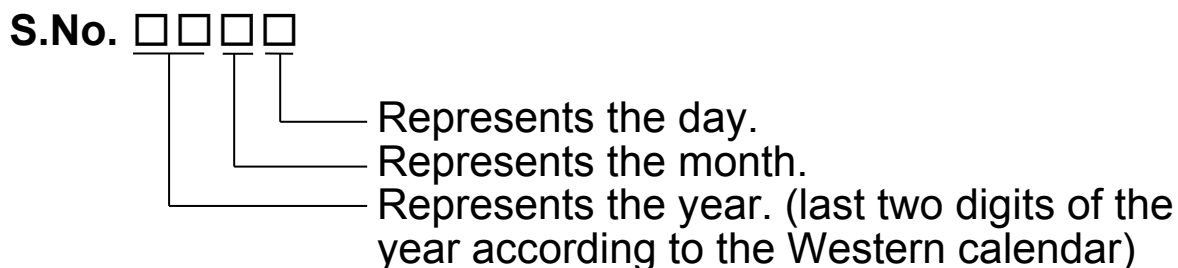 S.No. □□□□
Represents the day.
Represents the month.
Represents the year. (last two digits of the
year according to the Western calendar)